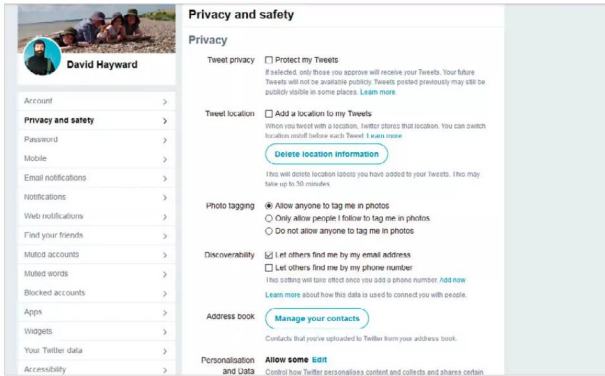 David Hayward
Account
Privacy and safety
Password
Mobile
Email notifications
Notifications
Web notifications
Find your friends
Muted accounts
Muted words
Blocked accounts
Apps
Widgets
Your Twitter data
Accessibility
Privacy and safety
Privacy
Tweet privacy
Protect my Tweets
If selected, only those you approve will receive your Tweets. Your future
Tweets will not be available publicly. Tweets posted previously may still be
publicly visible in some places. Learn more.
Tweet location
Add a location to my Tweets
When you tweet with a location, Twitter stores that location. You can switch
location on/off before each Tweet. Learn more
Delete location information
This will delete location labels you have added to your Tweets. This may
take up to 30 minutes.
Photo tagging
Allow anyone to tag me in photos
Only allow people I follow to tag me in photos
Do not allow anyone to tag me in photos
Discoverability
Let others find me by my email address
Let others find me by my phone number
This setting will take effect once you add a phone number. Add now
Learn more about how this data is used to connect you with people.
Address book
Manage your contacts
Contacts that you've uploaded to Twitter from your address book.
Personalisation
and Data
Allow some Edit
Control how Twitter personalises content and collects and shares certain